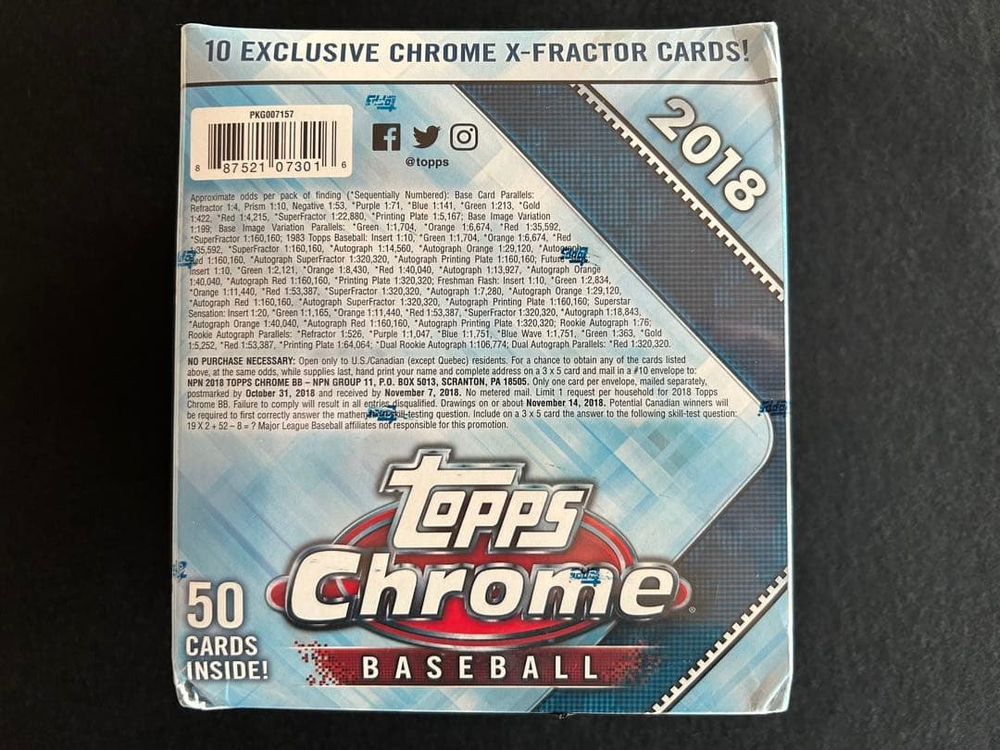 10 EXCLUSIVE CHROME X-FRACTOR CARDS!
2018
PKG007157
8 87521 07301 6
@topps
Approximate odds per pack of finding (*Sequentially Numbered): Base Card Parallels:
Refractor 1:4, Prism 1:10, Negative 1:53, *Purple 1:71, *Blue 1:141, *Green 1:213, *Gold
1:422, *Red 1:4,215, *SuperFractor 1:22,880, *Printing Plate 1:5,167; Base Image Variation
1:199; Base Image Variation Parallels: *Green 1:1,704, *Orange 1:6,674, *Red 1:35,592,
*SuperFractor 1:160,160; 1983 Topps Baseball: Insert 1:10, *Green 1:1,704, *Orange 1:6,674, *Red
1:35,592, *SuperFractor 1:160,160, *Autograph 1:14,560, *Autograph Orange 1:29,120, *Autograph
Red 1:160,160, *Autograph SuperFractor 1:320,320, *Autograph Printing Plate 1:160,160; Future
Insert 1:10, *Green 1:2,121, *Orange 1:8,430, *Red 1:40,040, *Autograph 1:13,927, *Autograph Orange
1:40,040, *Autograph Red 1:160,160, *Printing Plate 1:320,320; Freshman Flash: Insert 1:10, *Green 1:2,834,
*Orange 1:11,440, *Red 1:53,387, *SuperFractor 1:320,320, *Autograph 1:7,280, *Autograph Orange 1:29,120,
*Autograph Red 1:160,160, *Autograph SuperFractor 1:320,320, *Autograph Printing Plate 1:160,160; Superstar
Sensation: Insert 1:20, *Green 1:1,165, *Orange 1:11,440, *Red 1:53,387, *SuperFractor 1:320,320, *Autograph 1:18,843,
*Autograph Orange 1:40,040, *Autograph Red 1:160,160, *Autograph Printing Plate 1:320,320; Rookie Autograph 1:76;
Rookie Autograph Parallels: *Refractor 1:526, *Purple 1:1,047, *Blue 1:1,751, *Blue Wave 1:1,751, *Green 1:363, *Gold
1:5,252, *Red 1:53,387, *Printing Plate 1:64,064; *Dual Rookie Autograph 1:106,774; Dual Autograph Parallels: *Red 1:320,320.
NO PURCHASE NECESSARY: Open only to U.S./Canadian (except Quebec) residents. For a chance to obtain any of the cards listed
above, at the same odds, while supplies last, hand print your name and complete address on a 3 x 5 card and mail in a #10 envelope to:
NPN 2018 TOPPS CHROME BB – NPN GROUP 11, P.O. BOX 5013, SCRANTON, PA 18505. Only one card per envelope, mailed separately,
postmarked by October 31, 2018 and received by November 7, 2018. No metered mail. Limit 1 request per household for 2018 Topps
Chrome BB. Failure to comply will result in all entries disqualified. Drawings on or about November 14, 2018. Potential Canadian winners will
be required to first correctly answer the mathematical skill-testing question. Include on a 3 x 5 card the answer to the following skill-test question:
19 X 2 + 52 – 8 = ? Major League Baseball affiliates not responsible for this promotion.
topps
Chrome
BASEBALL
50
CARDS
INSIDE!